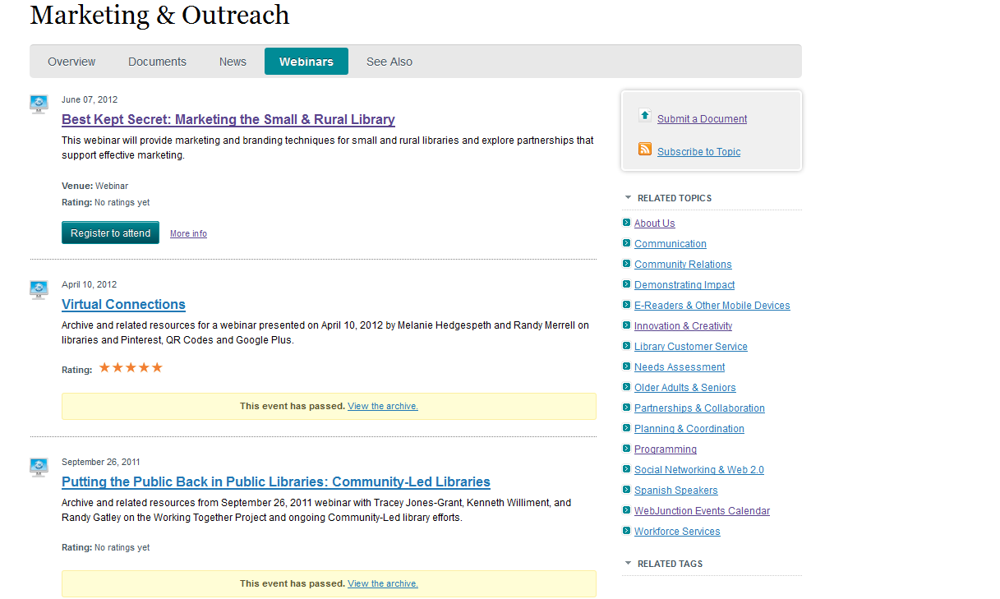 Marketing & Outreach
Overview Documents News Webinars See Also
June 07, 2012
Best Kept Secret: Marketing the Small & Rural Library
This webinar will provide marketing and branding techniques for small and rural libraries and explore partnerships that
support effective marketing.
Venue: Webinar
Rating: No ratings yet
Register to attend More info
April 10, 2012
Virtual Connections
Archive and related resources for a webinar presented on April 10, 2012 by Melanie Hedgespeth and Randy Merrell on
libraries and Pinterest, QR Codes and Google Plus.
Rating:
This event has passed. View the archive.
September 26, 2011
Putting the Public Back in Public Libraries: Community-Led Libraries
Archive and related resources from September 26, 2011 webinar with Tracey Jones-Grant, Kenneth Williment, and
Randy Gatley on the Working Together Project and ongoing Community-Led library efforts.
Rating: No ratings yet
This event has passed. View the archive.
Submit a Document
Subscribe to Topic
RELATED TOPICS
About Us
Communication
Community Relations
Demonstrating Impact
E-Readers & Other Mobile Devices
Innovation & Creativity
Library Customer Service
Needs Assessment
Older Adults & Seniors
Partnerships & Collaboration
Planning & Coordination
Programming
Social Networking & Web 2.0
Spanish Speakers
WebJunction Events Calendar
Workforce Services
RELATED TAGS